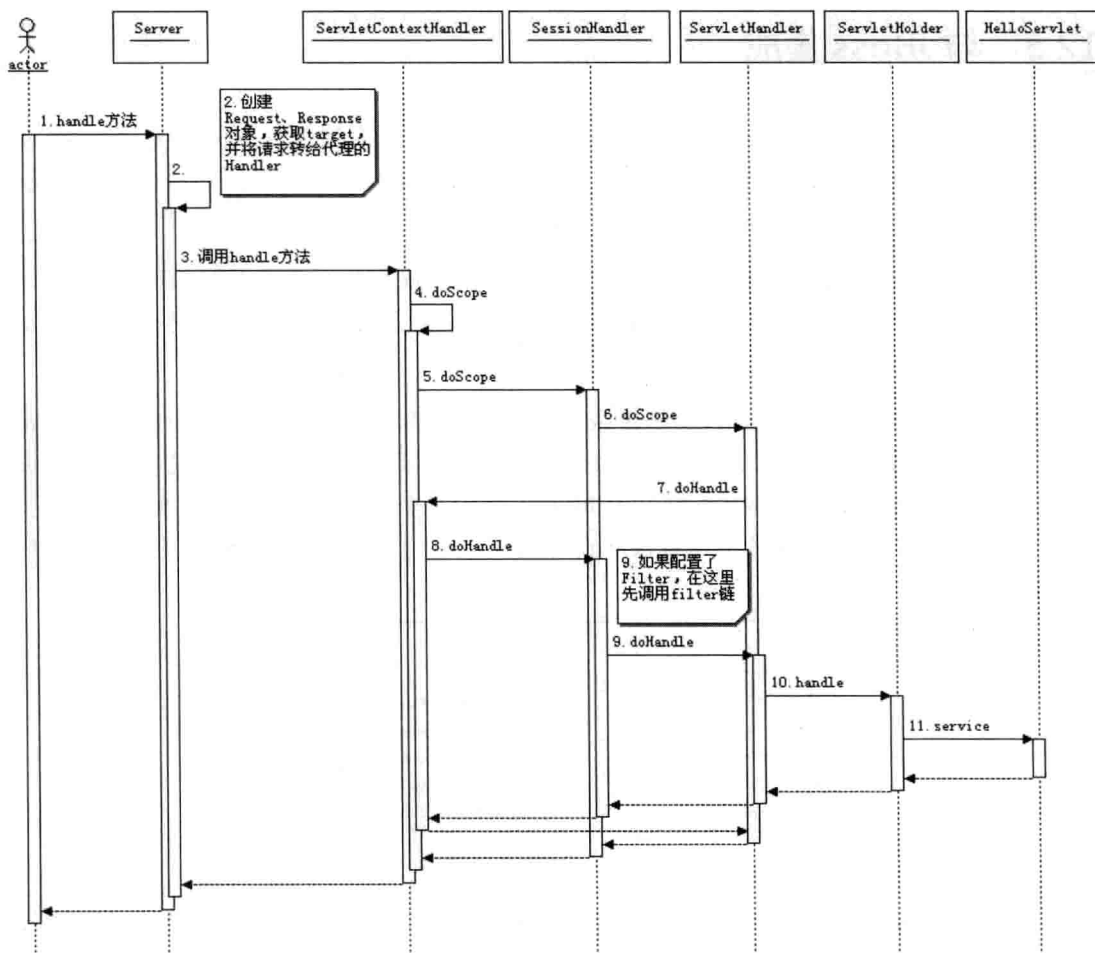 Server
ServletContextHandler
SessionHandler
ServletHandler
ServletHolder
HelloServlet
actor
1.handle方法
2.创建
Request、Response
对象，获取target，
并将请求转给代理的
Handler
2.
3.调用handle方法
4.doScope
5.doScope
6.doScope
7.doHandle
8.doHandle
9.如果配置了
Filter，在这里
先调用filter链
9.doHandle
10.handle
11.service